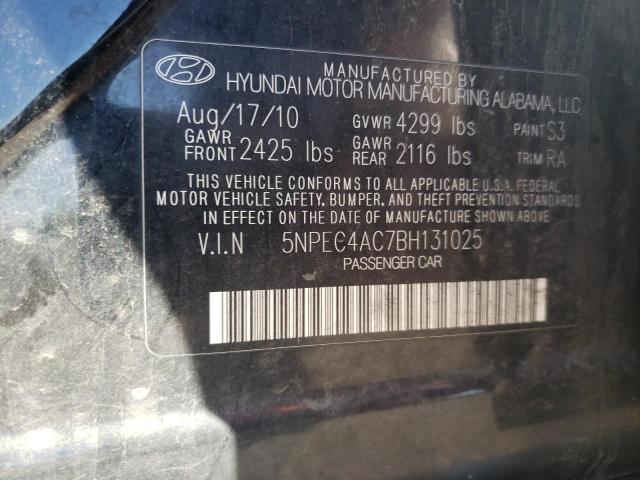 MANUFACTURED BY
HYUNDAI MOTOR MANUFACTURING ALABAMA, LLC
Aug/17/10 GVWR 4299 lbs PAINT S3
GAWR FRONT 2425 lbs GAWR REAR 2116 lbs TRIM RA
THIS VEHICLE CONFORMS TO ALL APPLICABLE U.S.A. FEDERAL
MOTOR VEHICLE SAFETY, BUMPER, AND THEFT PREVENTION STANDARDS
IN EFFECT ON THE DATE OF MANUFACTURE SHOWN ABOVE.
V.I.N 5NPEC4AC7BH131025
PASSENGER CAR